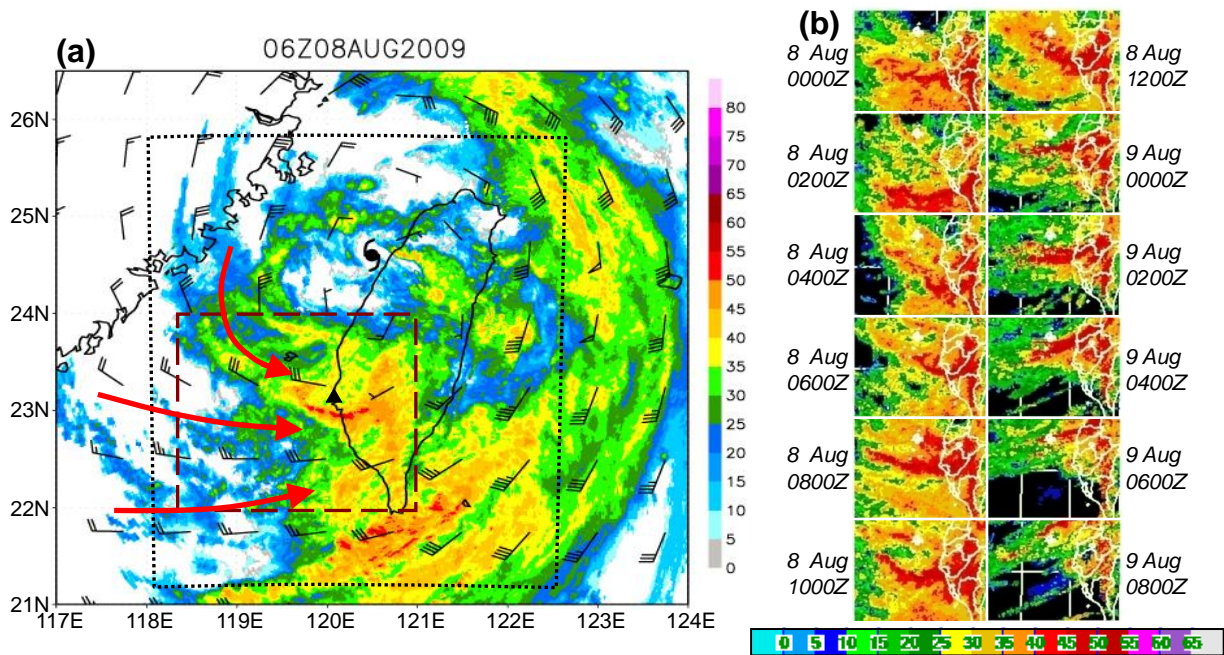 (a)
06Z08AUG2009
26N
25N
24N
23N
22N
21N
117E
118E
119E
120E
121E
122E
123E
124E
80
75
70
65
60
55
50
45
40
35
30
25
20
15
10
5
0
(b)
8 Aug
0000Z
8 Aug
0200Z
8 Aug
0400Z
8 Aug
0600Z
8 Aug
0800Z
8 Aug
1000Z
8 Aug
1200Z
9 Aug
0000Z
9 Aug
0200Z
9 Aug
0400Z
9 Aug
0600Z
9 Aug
0800Z
0 5 10 15 20 25 30 35 40 45 50 55 60 65